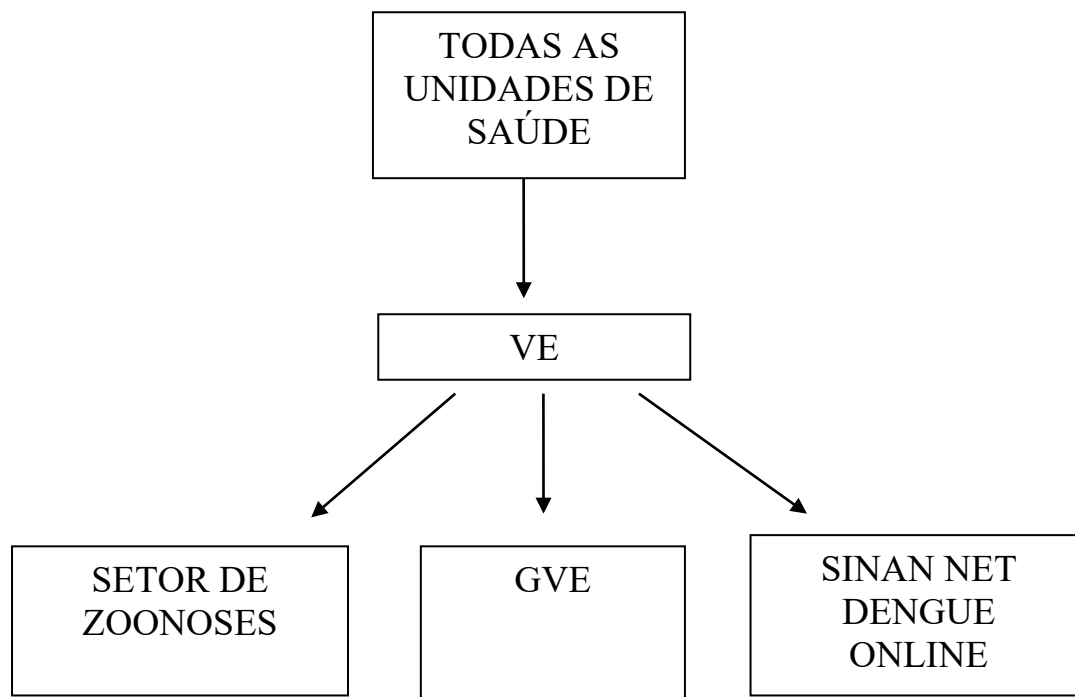 TODAS AS
UNIDADES DE
SAÚDE
VE
SETOR DE
ZOONOSES
GVE
SINAN NET
DENGUE
ONLINE